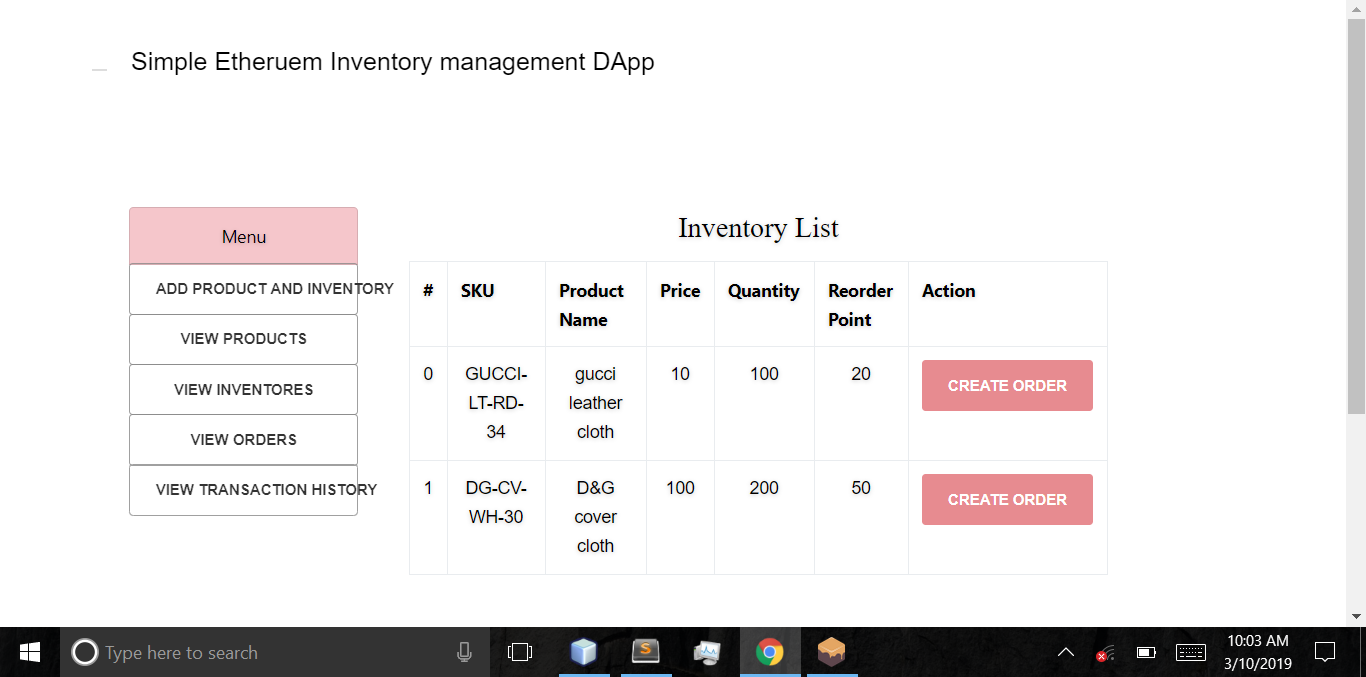 Simple Etheruem Inventory management DApp
Menu
ADD PRODUCT AND INVENTORY
VIEW PRODUCTS
VIEW INVENTORES
VIEW ORDERS
VIEW TRANSACTION HISTORY
Inventory List
# SKU Product Name Price Quantity Reorder Point Action
0 GUCCI-LT-RD-34 gucci leather cloth 10 100 20 CREATE ORDER
1 DG-CV-WH-30 D&G cover cloth 100 200 50 CREATE ORDER
Type here to search
S
10:03 AM
3/10/2019